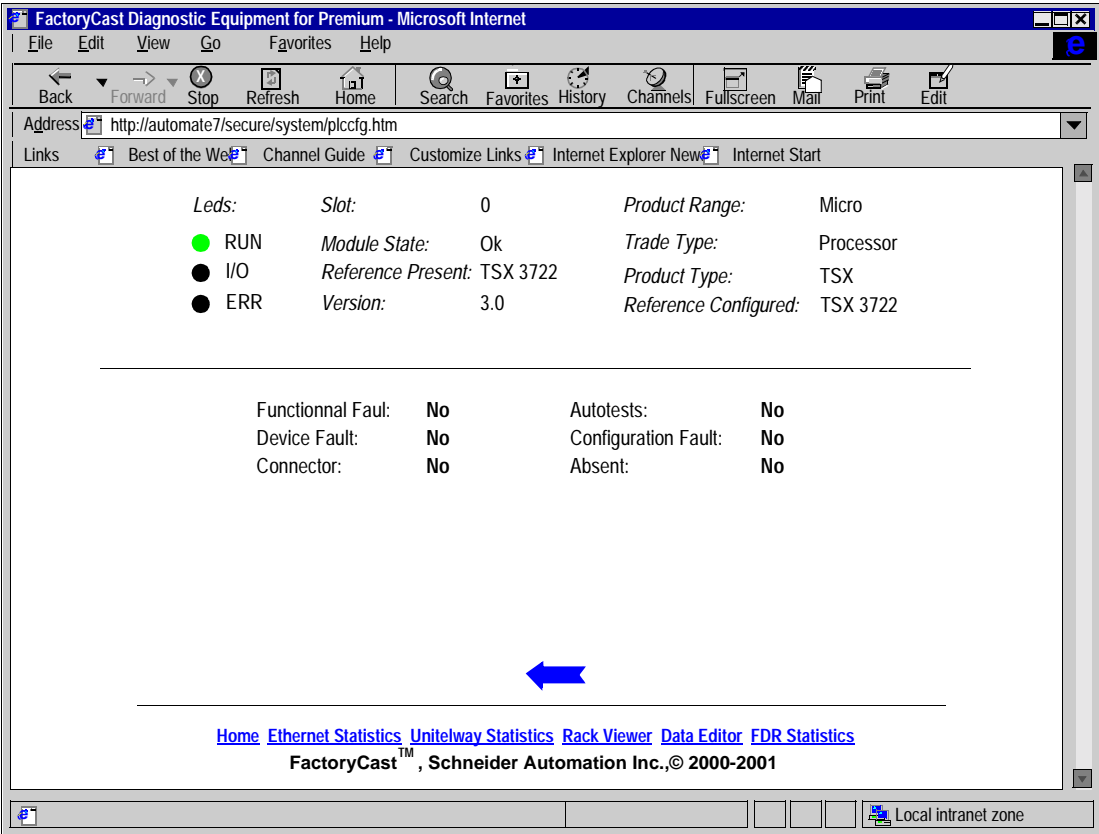 FactoryCast Diagnostic Equipment for Premium - Microsoft Internet
File Edit View Go Favorites Help
Back Forward Stop Refresh Home Search Favorites History Channels Fullscreen Mail Print Edit
Address http://automate7/secure/system/plccfg.htm
Links Best of the We Channel Guide Customize Links Internet Explorer New Internet Start
Leds: Slot: 0 Product Range: Micro
RUN Module State: Ok Trade Type: Processor
I/O Reference Present: TSX 3722 Product Type: TSX
ERR Version: 3.0 Reference Configured: TSX 3722
Functionnal Faul: No Autotests: No
Device Fault: No Configuration Fault: No
Connector: No Absent: No
Home Ethernet Statistics Unitelway Statistics Rack Viewer Data Editor FDR Statistics
FactoryCast™ , Schneider Automation Inc.,© 2000-2001
Local intranet zone